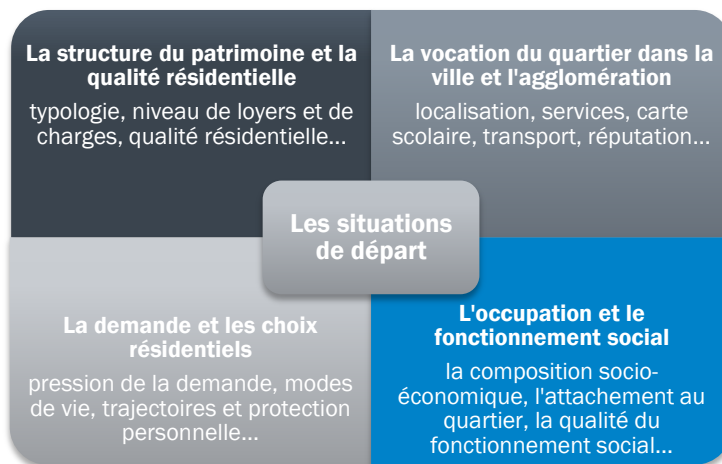 La structure du patrimoine et la
qualité résidentielle
typologie, niveau de loyers et de
charges, qualité résidentielle...
La vocation du quartier dans la
ville et l'agglomération
localisation, services, carte
scolaire, transport, réputation...
Les situations
de départ
La demande et les choix
résidentiels
pression de la demande, modes
de vie, trajectoires et protection
personnelle...
L'occupation et le
fonctionnement social
la composition socio-
économique, l'attachement au
quartier, la qualité du
fonctionnement social...